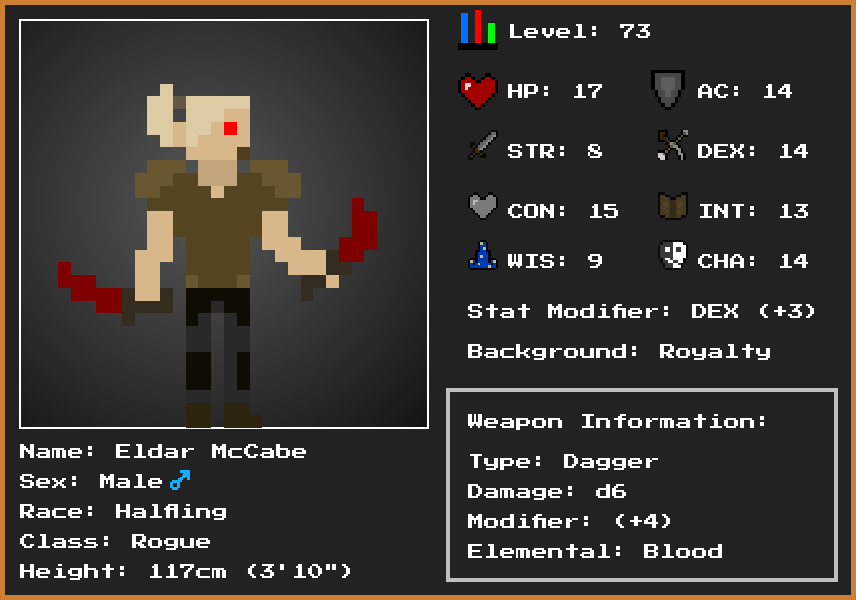 Level: 73
HP: 17
AC: 14
STR: 8
DEX: 14
CON: 15
INT: 13
WIS: 9
CHA: 14
Stat Modifier: DEX (+3)
Background: Royalty
Weapon Information:
Type: Dagger
Damage: d6
Modifier: (+4)
Elemental: Blood
Name: Eldar McCabe
Sex: Male ♂
Race: Halfling
Class: Rogue
Height: 117cm (3'10")